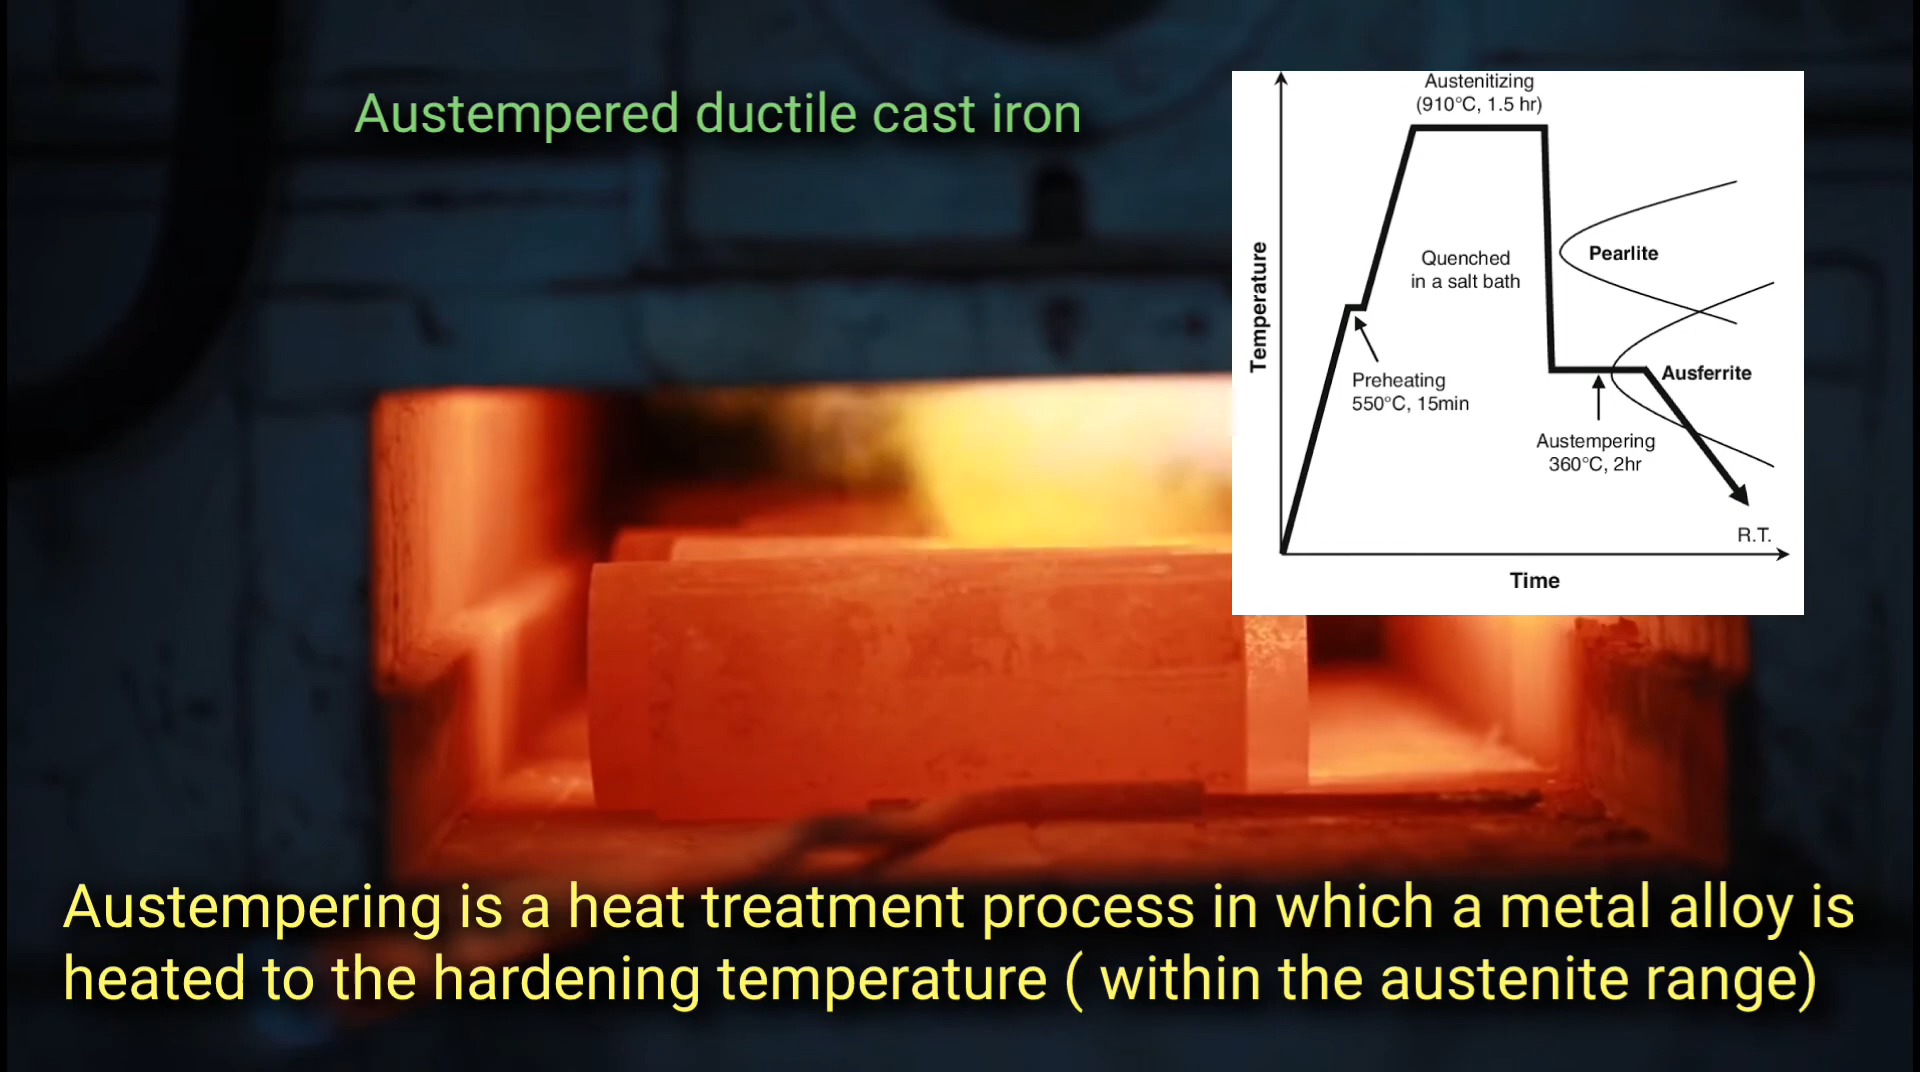 Austempered ductile cast iron
Austenitizing
(910°C, 1.5 hr)
Quenched
in a salt bath
Pearlite
Temperature
Preheating
550°C, 15min
Ausferrite
Austempering
360°C, 2hr
R.T.
Time
Austempering is a heat treatment process in which a metal alloy is
heated to the hardening temperature ( within the austenite range)